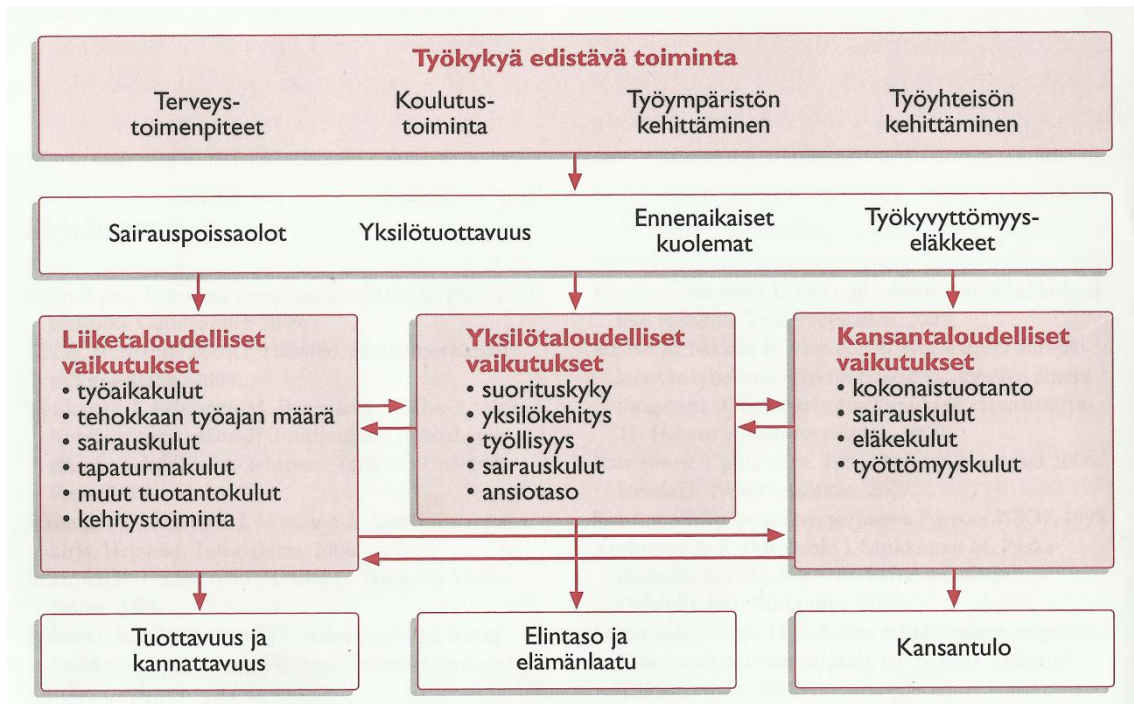 Työkykyä edistävä toiminta
Terveys-
toimenpiteet
Koulutus-
toiminta
Työympäristön
kehittäminen
Työyhteisön
kehittäminen
Sairauspoissaolot
Yksilötuottavuus
Ennenaikaiset
kuolemat
Työkyvyttömyys-
eläkkeet
Liiketaloudelliset
vaikutukset
• työaikakulut
• tehokkaan työajan määrä
• sairauskulut
• tapaturmakulut
• muut tuotantokulut
• kehitystoiminta
Yksilötaloudelliset
vaikutukset
• suorituskyky
• yksilökehitys
• työllisyys
• sairauskulut
• ansiotaso
Kansantaloudelliset
vaikutukset
• kokonaistuotanto
• sairauskulut
• eläkekulut
• työttömyyskulut
Tuottavuus ja
kannattavuus
Elintaso ja
elämänlaatu
Kansantulo